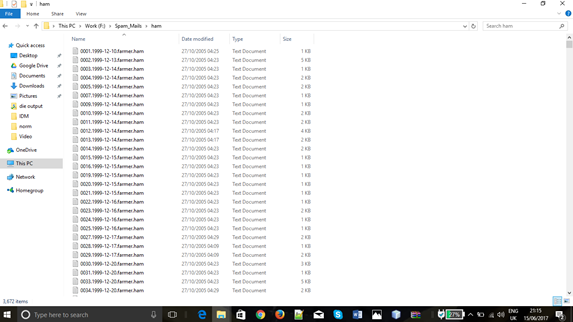 ham
File Home Share View
This PC > Work (F:) > Spam_Mails > ham
Search ham
Name Date modified Type Size
Quick access
Desktop
Google Drive
Documents
Downloads
Pictures
die output
IDM
norm
Video
OneDrive
This PC
Network
Homegroup
0001.1999-12-10.farmer.ham 27/10/2005 04:25 Text Document 1 KB
0002.1999-12-13.farmer.ham 27/10/2005 04:23 Text Document 5 KB
0003.1999-12-14.farmer.ham 27/10/2005 04:23 Text Document 1 KB
0004.1999-12-14.farmer.ham 27/10/2005 04:23 Text Document 2 KB
0005.1999-12-14.farmer.ham 27/10/2005 04:23 Text Document 2 KB
0007.1999-12-14.farmer.ham 27/10/2005 04:23 Text Document 1 KB
0009.1999-12-14.farmer.ham 27/10/2005 04:23 Text Document 1 KB
0010.1999-12-14.farmer.ham 27/10/2005 04:23 Text Document 2 KB
0011.1999-12-14.farmer.ham 27/10/2005 04:23 Text Document 2 KB
0012.1999-12-14.farmer.ham 27/10/2005 04:17 Text Document 4 KB
0013.1999-12-14.farmer.ham 27/10/2005 04:17 Text Document 2 KB
0014.1999-12-15.farmer.ham 27/10/2005 04:23 Text Document 2 KB
0015.1999-12-15.farmer.ham 27/10/2005 04:23 Text Document 1 KB
0016.1999-12-15.farmer.ham 27/10/2005 04:23 Text Document 1 KB
0019.1999-12-15.farmer.ham 27/10/2005 04:23 Text Document 1 KB
0020.1999-12-15.farmer.ham 27/10/2005 04:23 Text Document 1 KB
0021.1999-12-15.farmer.ham 27/10/2005 04:23 Text Document 1 KB
0022.1999-12-16.farmer.ham 27/10/2005 04:23 Text Document 1 KB
0023.1999-12-16.farmer.ham 27/10/2005 04:23 Text Document 2 KB
0024.1999-12-16.farmer.ham 27/10/2005 04:23 Text Document 1 KB
0025.1999-12-16.farmer.ham 27/10/2005 04:23 Text Document 1 KB
0027.1999-12-17.farmer.ham 27/10/2005 04:29 Text Document 2 KB
0028.1999-12-17.farmer.ham 27/10/2005 04:09 Text Document 1 KB
0029.1999-12-17.farmer.ham 27/10/2005 04:09 Text Document 2 KB
0030.1999-12-20.farmer.ham 27/10/2005 04:23 Text Document 1 KB
0031.1999-12-20.farmer.ham 27/10/2005 04:23 Text Document 1 KB
0033.1999-12-20.farmer.ham 27/10/2005 04:23 Text Document 5 KB
0034.1999-12-20.farmer.ham 27/10/2005 04:29 Text Document 2 KB
3,672 items
Type here to search
97%
ENG
UK
21:15
15/06/2017